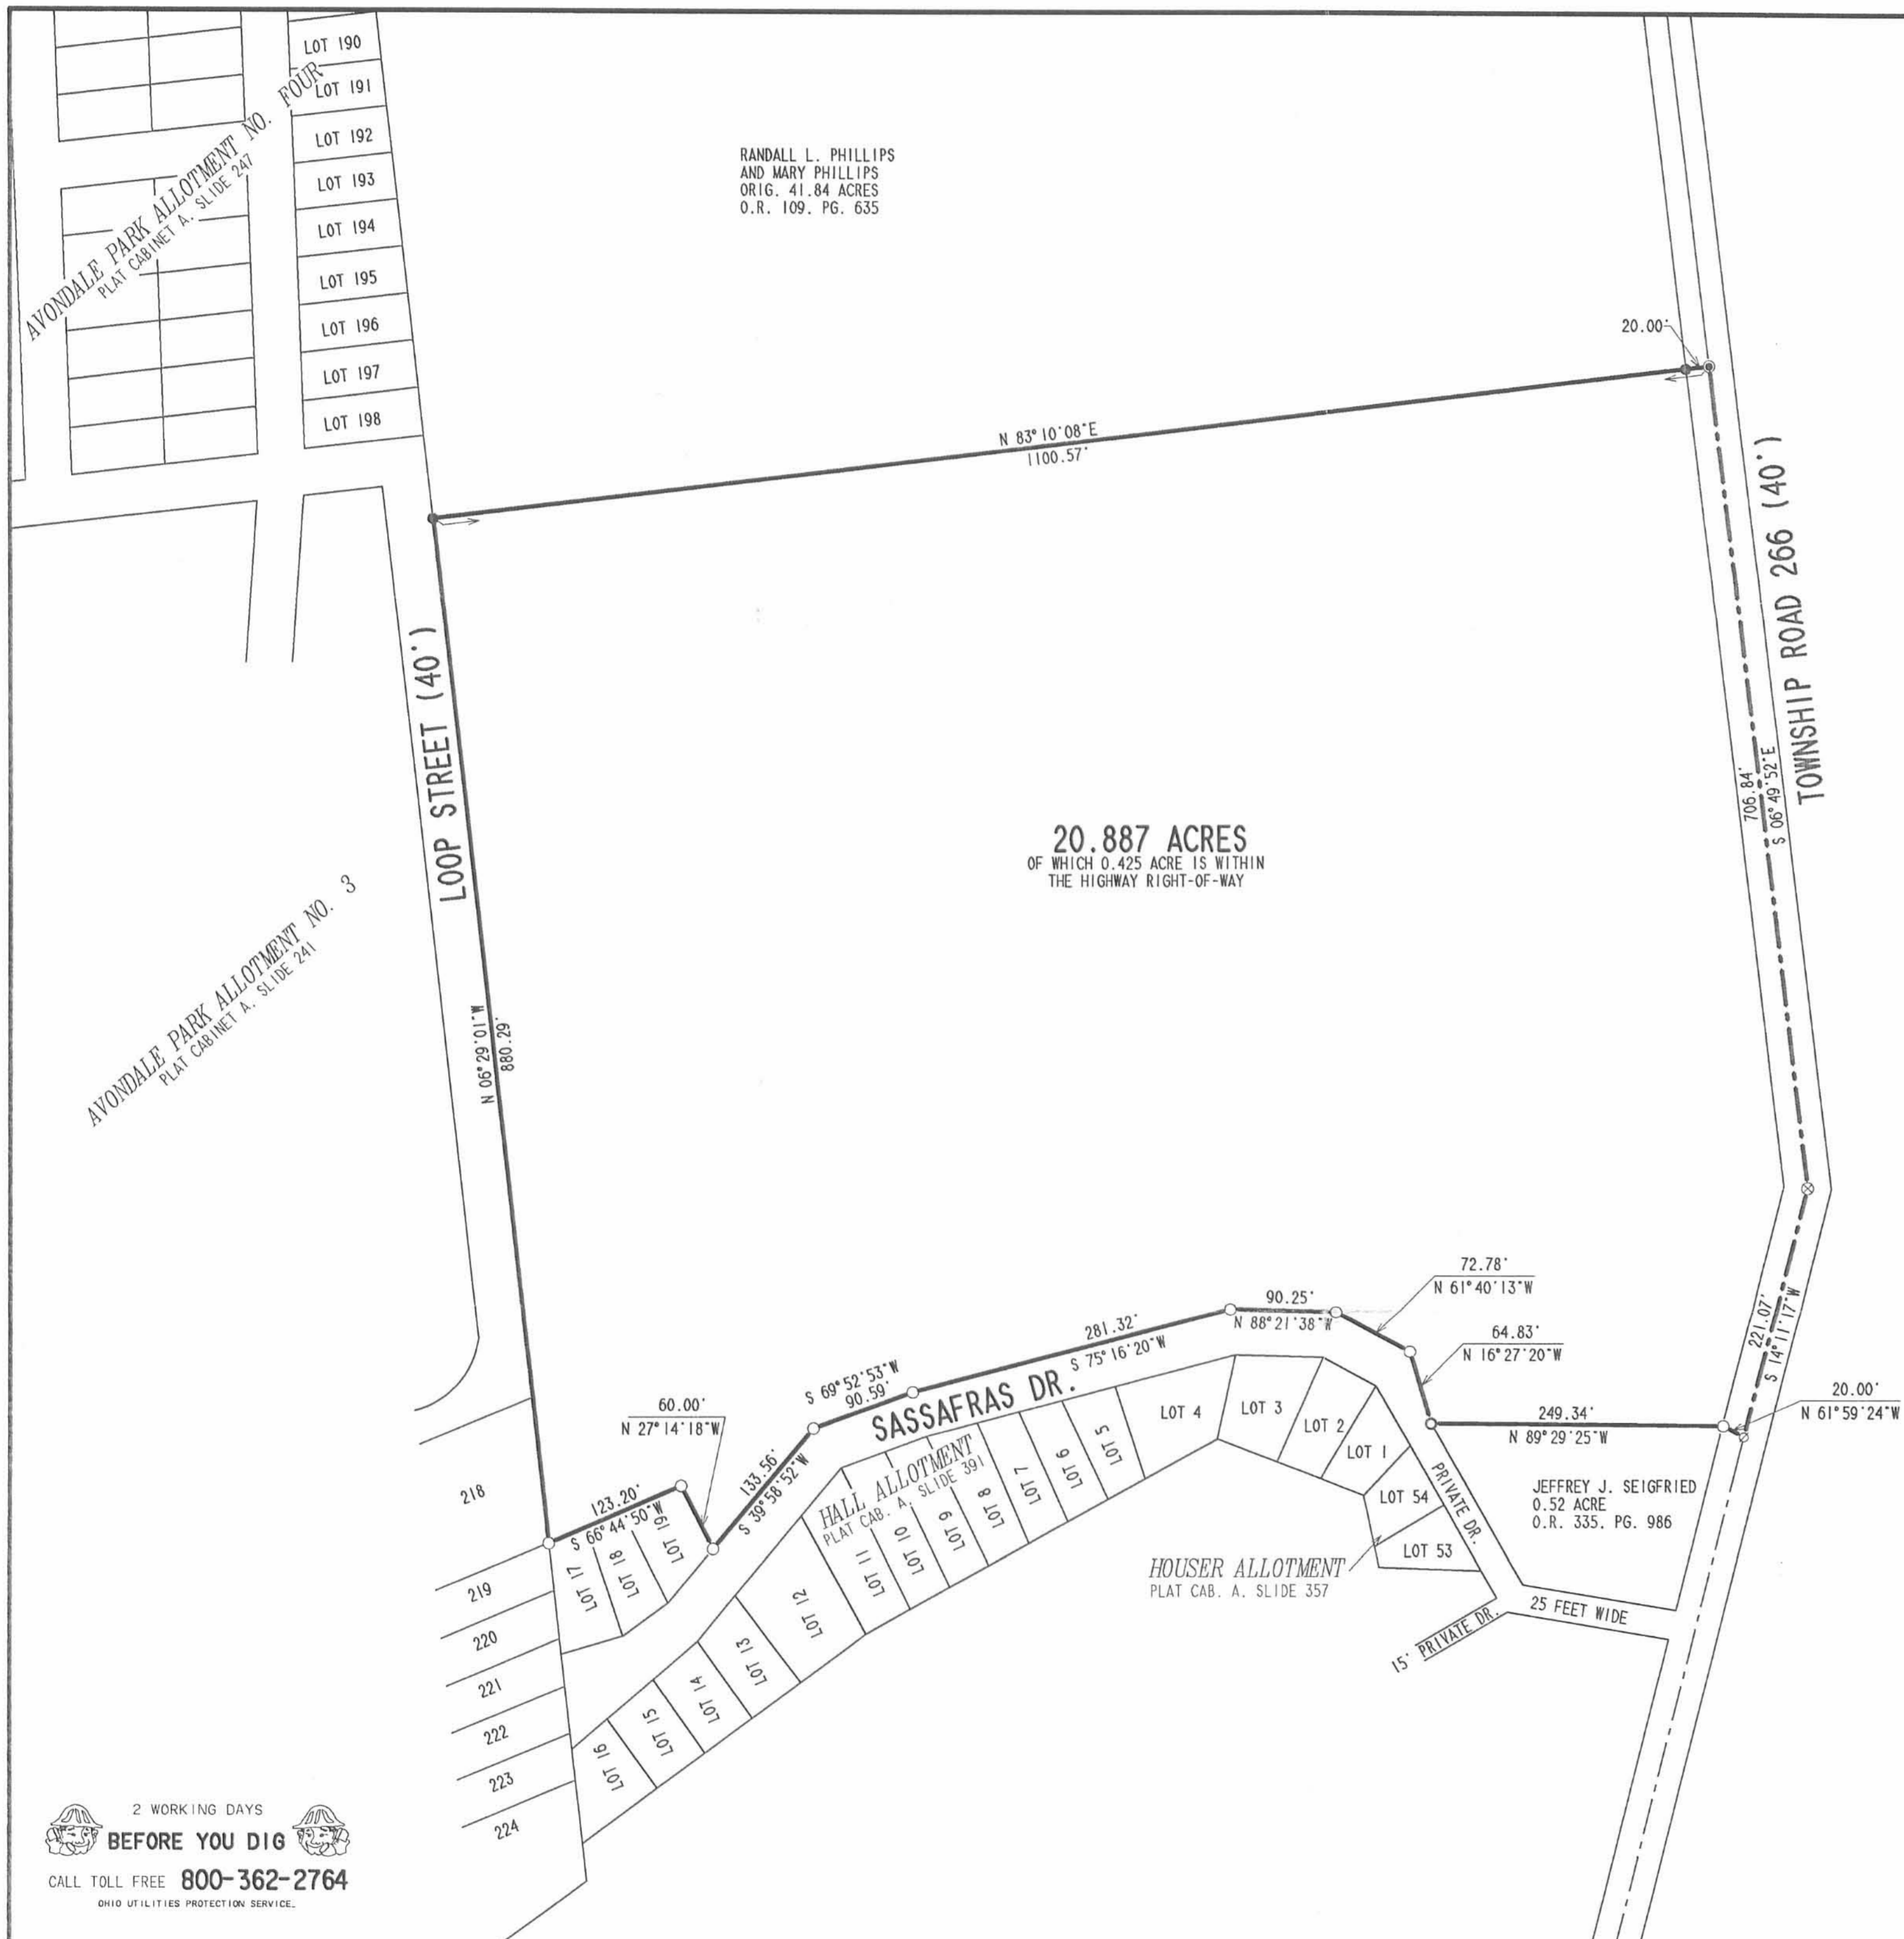 LOT 190
LOT 191
LOT 192
LOT 193
LOT 194
LOT 195
LOT 196
LOT 197
LOT 198
AVONDALE PARK ALLOTMENT NO. FOUR
PLAT CABINET A. SLIDE 247
RANDALL L. PHILLIPS
AND MARY PHILLIPS
ORIG. 41.84 ACRES
O.R. 109. PG. 635
20.00'
N 83°10'08"E
1100.57'
TOWNSHIP ROAD 266 (40')
706.84'
S 06°49'52"E
LOOP STREET (40')
20.887 ACRES
OF WHICH 0.425 ACRE IS WITHIN
THE HIGHWAY RIGHT-OF-WAY
AVONDALE PARK ALLOTMENT NO. 3
PLAT CABINET A. SLIDE 241
N 06°29'01"W
880.29'
72.78'
N 61°40'13"W
90.25'
N 88°21'38"W
64.83'
N 16°27'20"W
281.32'
S 75°16'20"W
221.07'
S 14°11'17"W
20.00'
N 61°59'24"W
249.34'
N 89°29'25"W
S 69°52'53"W
90.59'
SASSAFRAS DR.
60.00'
N 27°14'18"W
133.56'
S 39°58'52"W
123.20'
S 66°44'50"W
LOT 4
LOT 3
LOT 2
LOT 1
LOT 54
LOT 53
LOT 5
LOT 6
LOT 7
LOT 8
LOT 9
LOT 10
LOT 11
LOT 12
LOT 13
LOT 14
LOT 15
LOT 16
LOT 17
LOT 18
LOT 19
HALL ALLOTMENT
PLAT CAB. A. SLIDE 391
PRIVATE DR.
JEFFREY J. SEIGFRIED
0.52 ACRE
O.R. 335. PG. 986
HOUSER ALLOTMENT
PLAT CAB. A. SLIDE 357
25 FEET WIDE
15' PRIVATE DR.
218
219
220
221
222
223
224
2 WORKING DAYS
BEFORE YOU DIG
CALL TOLL FREE 800-362-2764
OHIO UTILITIES PROTECTION SERVICE.